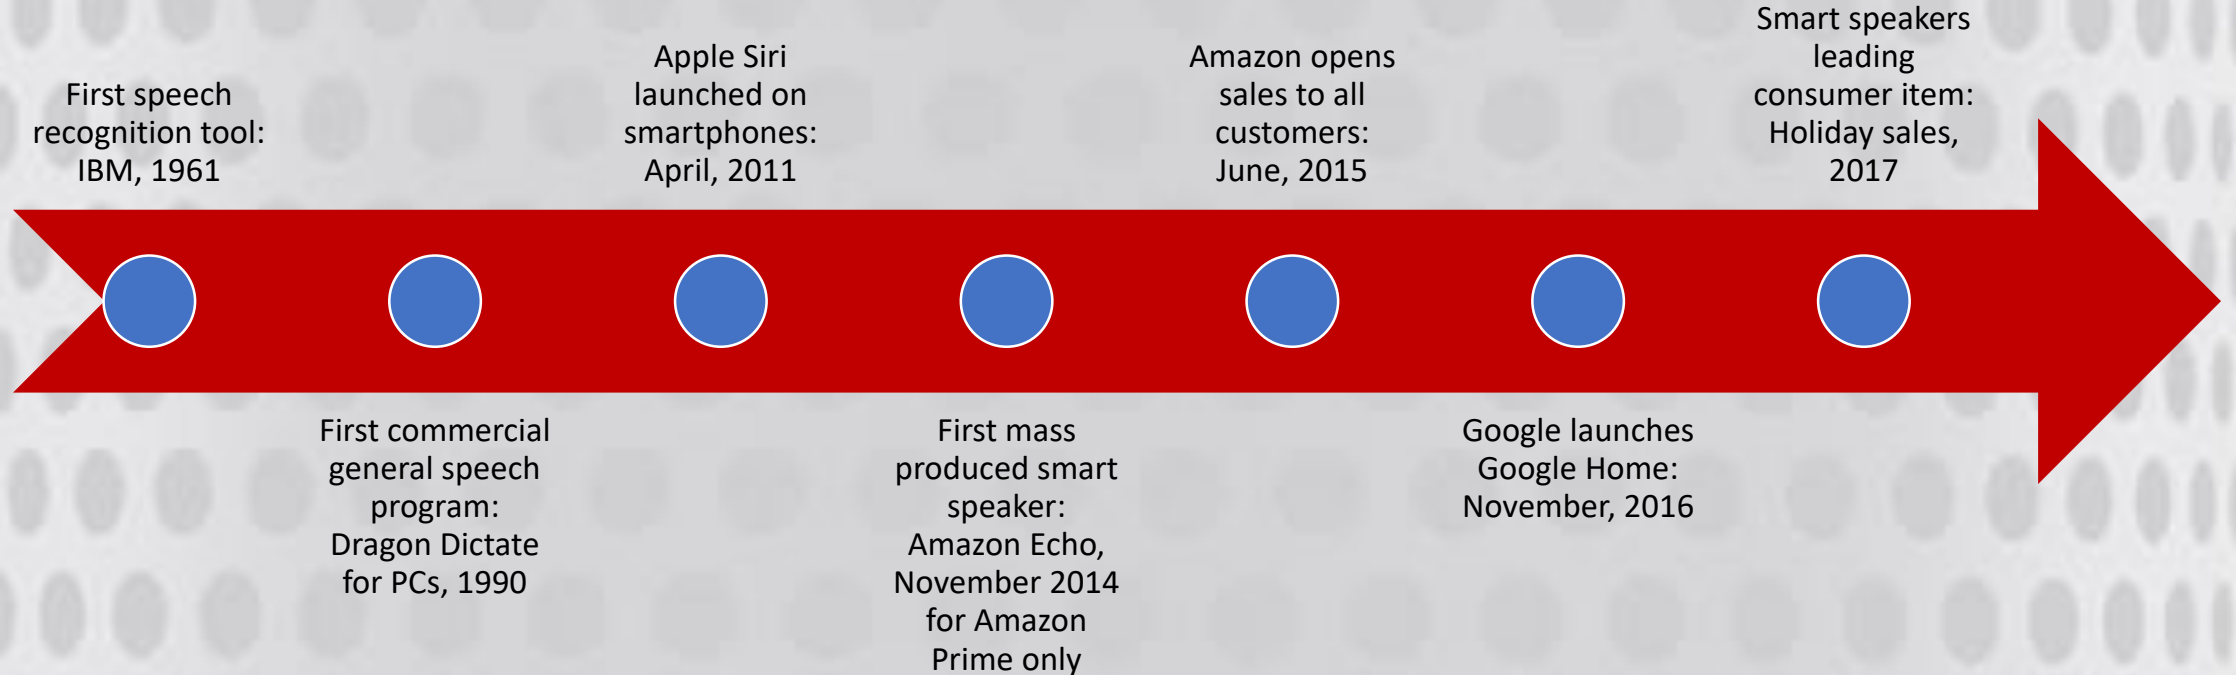 First speech
recognition tool:
IBM, 1961
First commercial
general speech
program:
Dragon Dictate
for PCs, 1990
Apple Siri
launched on
smartphones:
April, 2011
First mass
produced smart
speaker:
Amazon Echo,
November 2014
for Amazon
Prime only
Amazon opens
sales to all
customers:
June, 2015
Google launches
Google Home:
November, 2016
Smart speakers
leading
consumer item:
Holiday sales,
2017